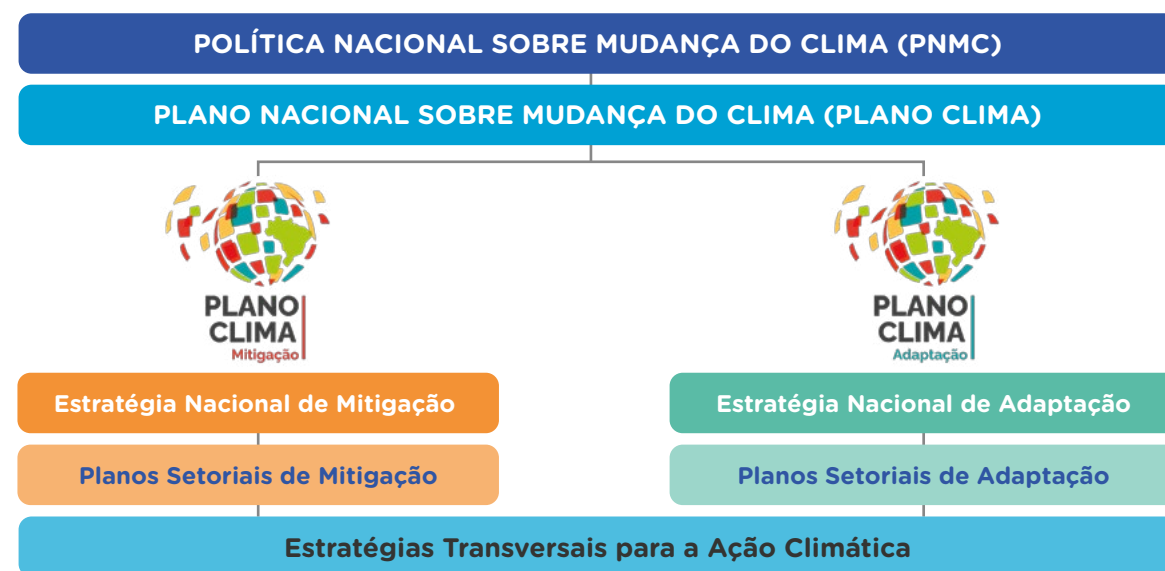 POLÍTICA NACIONAL SOBRE MUDANÇA DO CLIMA (PNMC)
PLANO NACIONAL SOBRE MUDANÇA DO CLIMA (PLANO CLIMA)
PLANO
CLIMA
Mitigação
PLANO
CLIMA
Adaptação
Estratégia Nacional de Mitigação
Estratégia Nacional de Adaptação
Planos Setoriais de Mitigação
Planos Setoriais de Adaptação
Estratégias Transversais para a Ação Climática